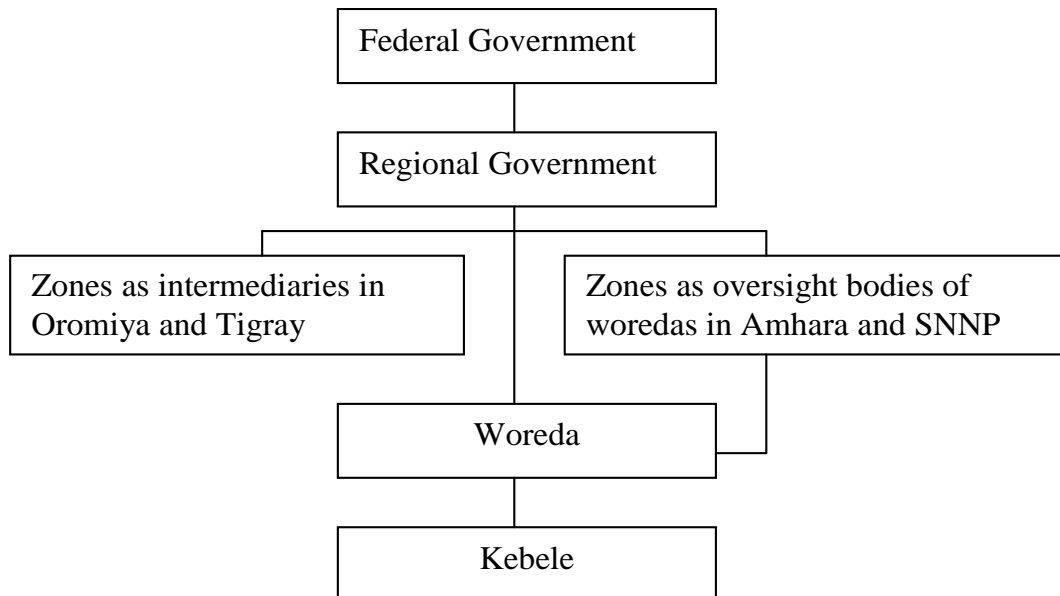 Federal Government
Regional Government
Zones as intermediaries in
Oromiya and Tigray
Zones as oversight bodies of
woredas in Amhara and SNNP
Woreda
Kebele